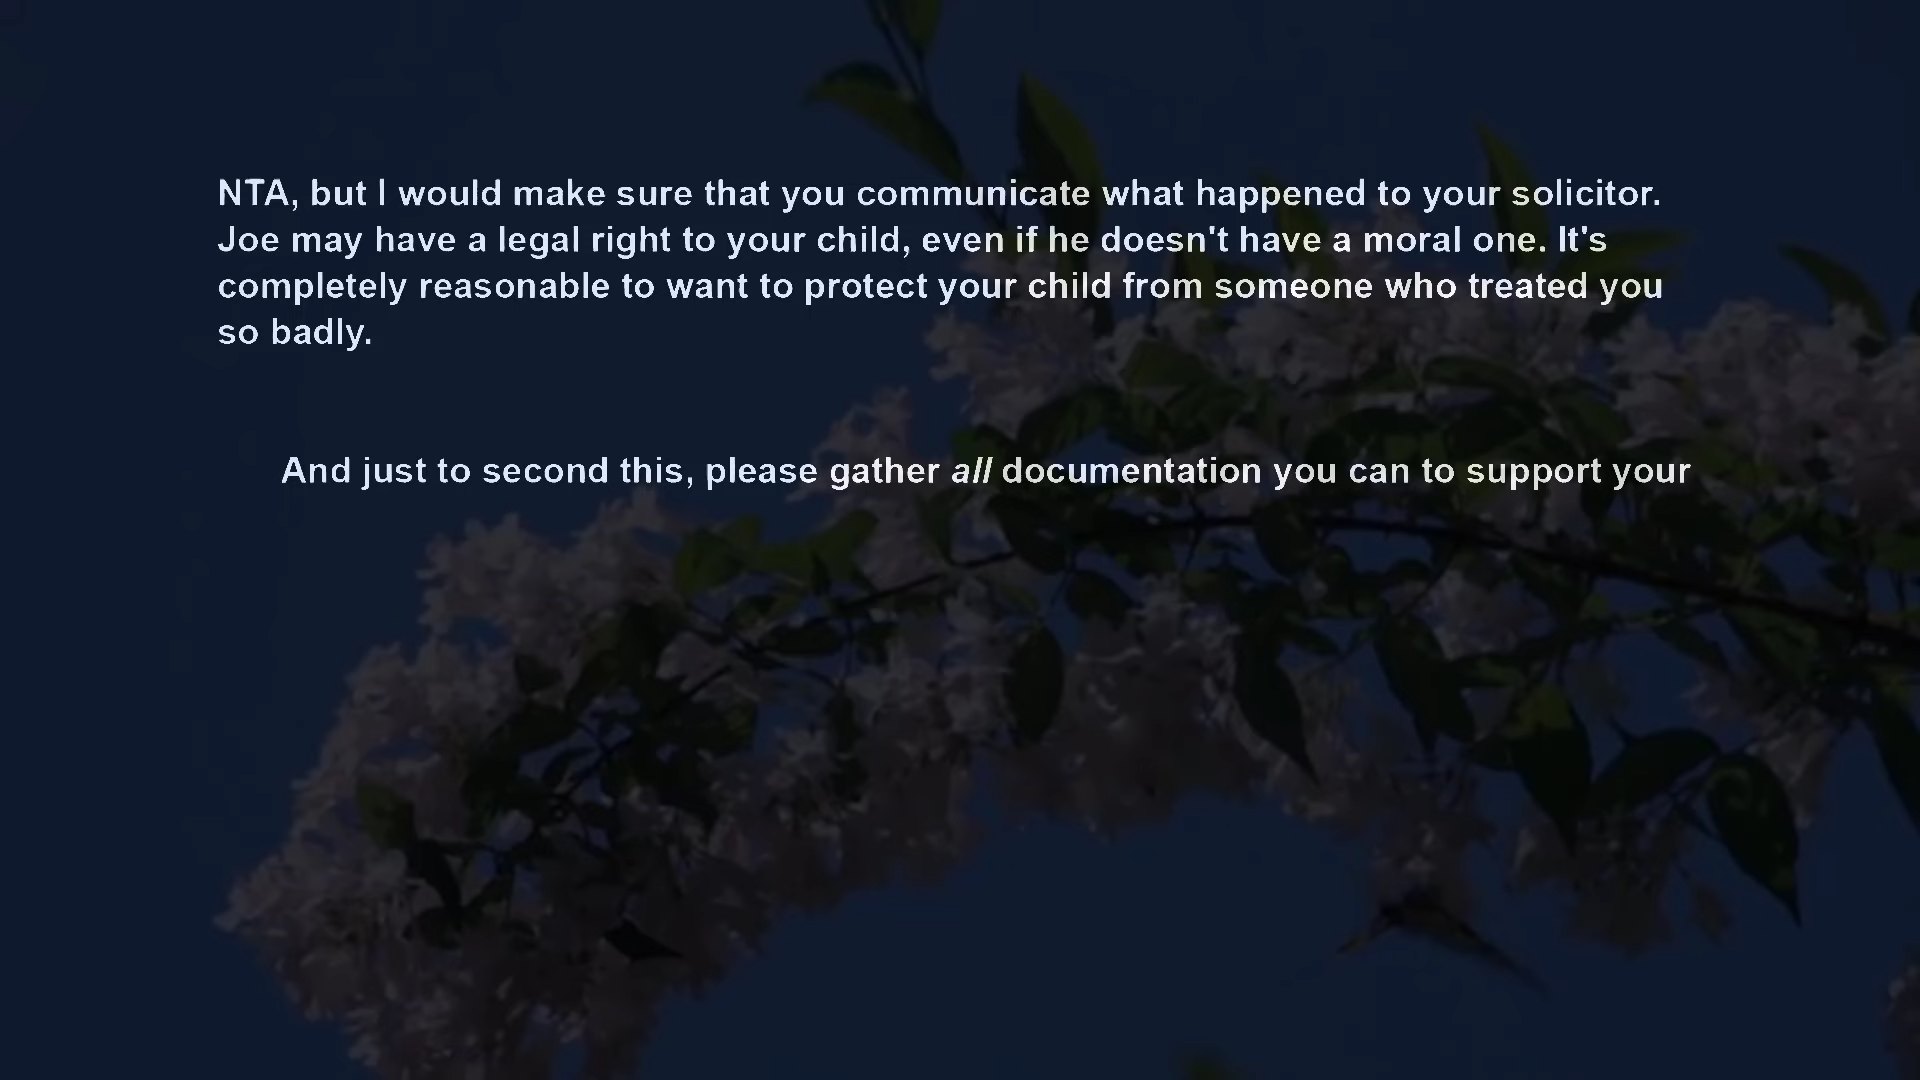 NTA, but I would make sure that you communicate what happened to your solicitor.
Joe may have a legal right to your child, even if he doesn't have a moral one. It's
completely reasonable to want to protect your child from someone who treated you
so badly.
And just to second this, please gather all documentation you can to support your